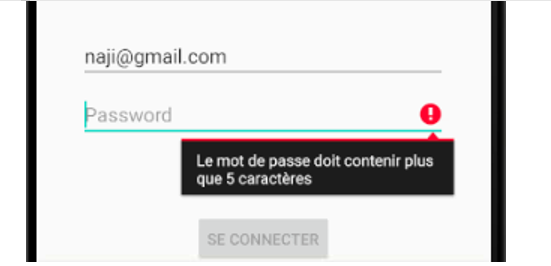 naji@gmail.com
Password
Le mot de passe doit contenir plus
que 5 caractères
SE CONNECTER